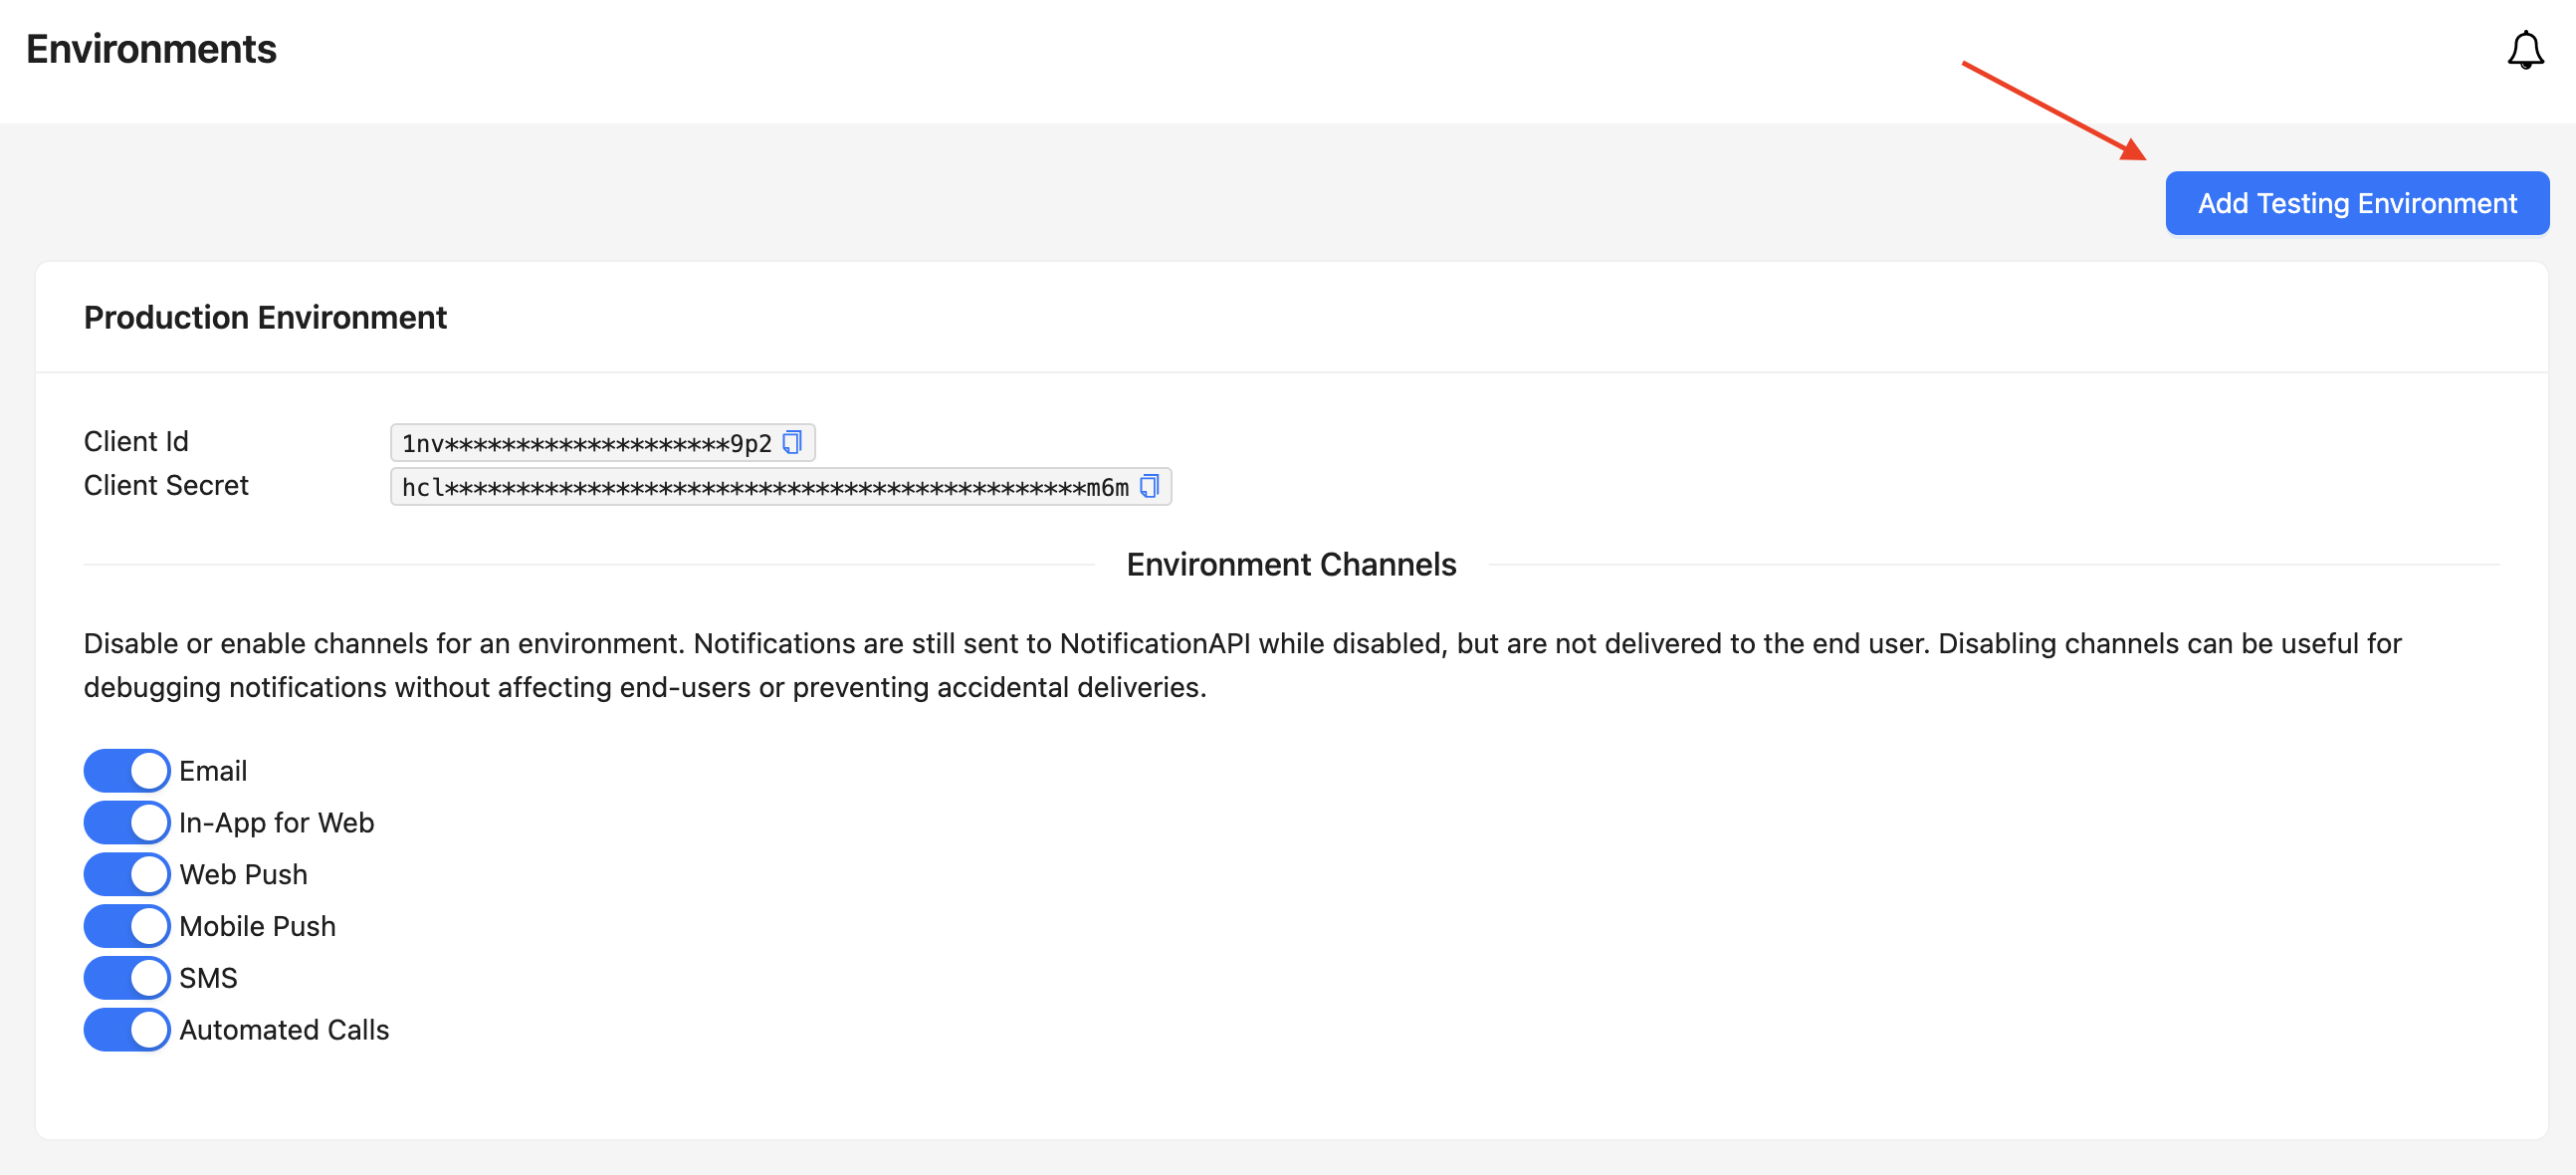 Environments
Add Testing Environment
Production Environment
Client Id
1nv********************9p2
Client Secret
hcl*********************************************m6m
Environment Channels
Disable or enable channels for an environment. Notifications are still sent to NotificationAPI while disabled, but are not delivered to the end user. Disabling channels can be useful for
debugging notifications without affecting end-users or preventing accidental deliveries.
Email
In-App for Web
Web Push
Mobile Push
SMS
Automated Calls